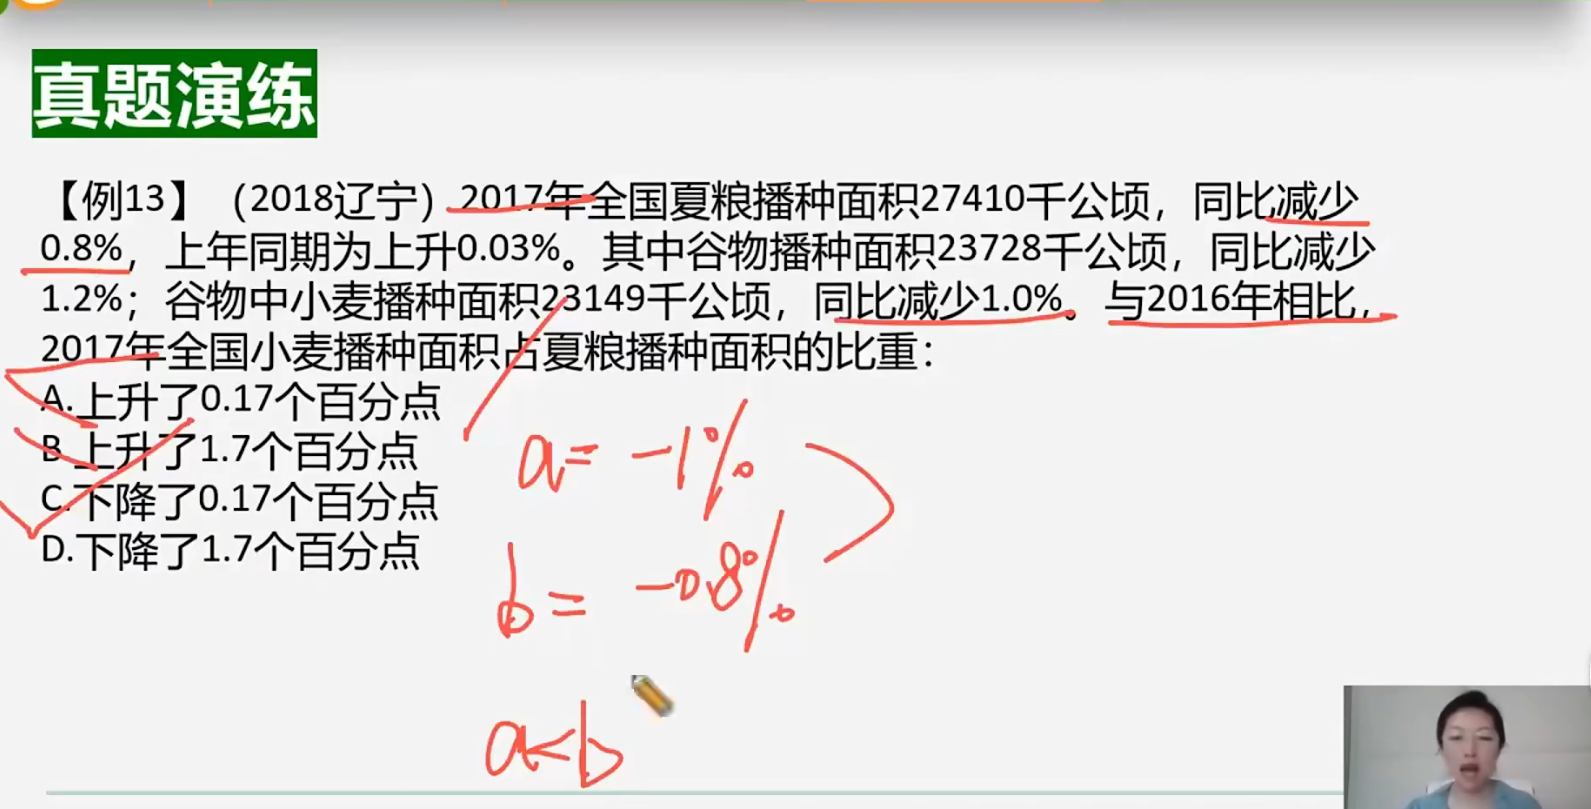 真题演练
【例13】（2018辽宁）2017年全国夏粮播种面积27410千公顷，同比减少
0.8%，上年同期为上升0.03%。其中谷物播种面积23728千公顷，同比减少
1.2%；谷物中小麦播种面积23149千公顷，同比减少1.0%。与2016年相比，
2017年全国小麦播种面积占夏粮播种面积的比重：
A.上升了0.17个百分点
B.上升了1.7个百分点
C.下降了0.17个百分点
D.下降了1.7个百分点
a= -1%
b= -0.8%
a<b